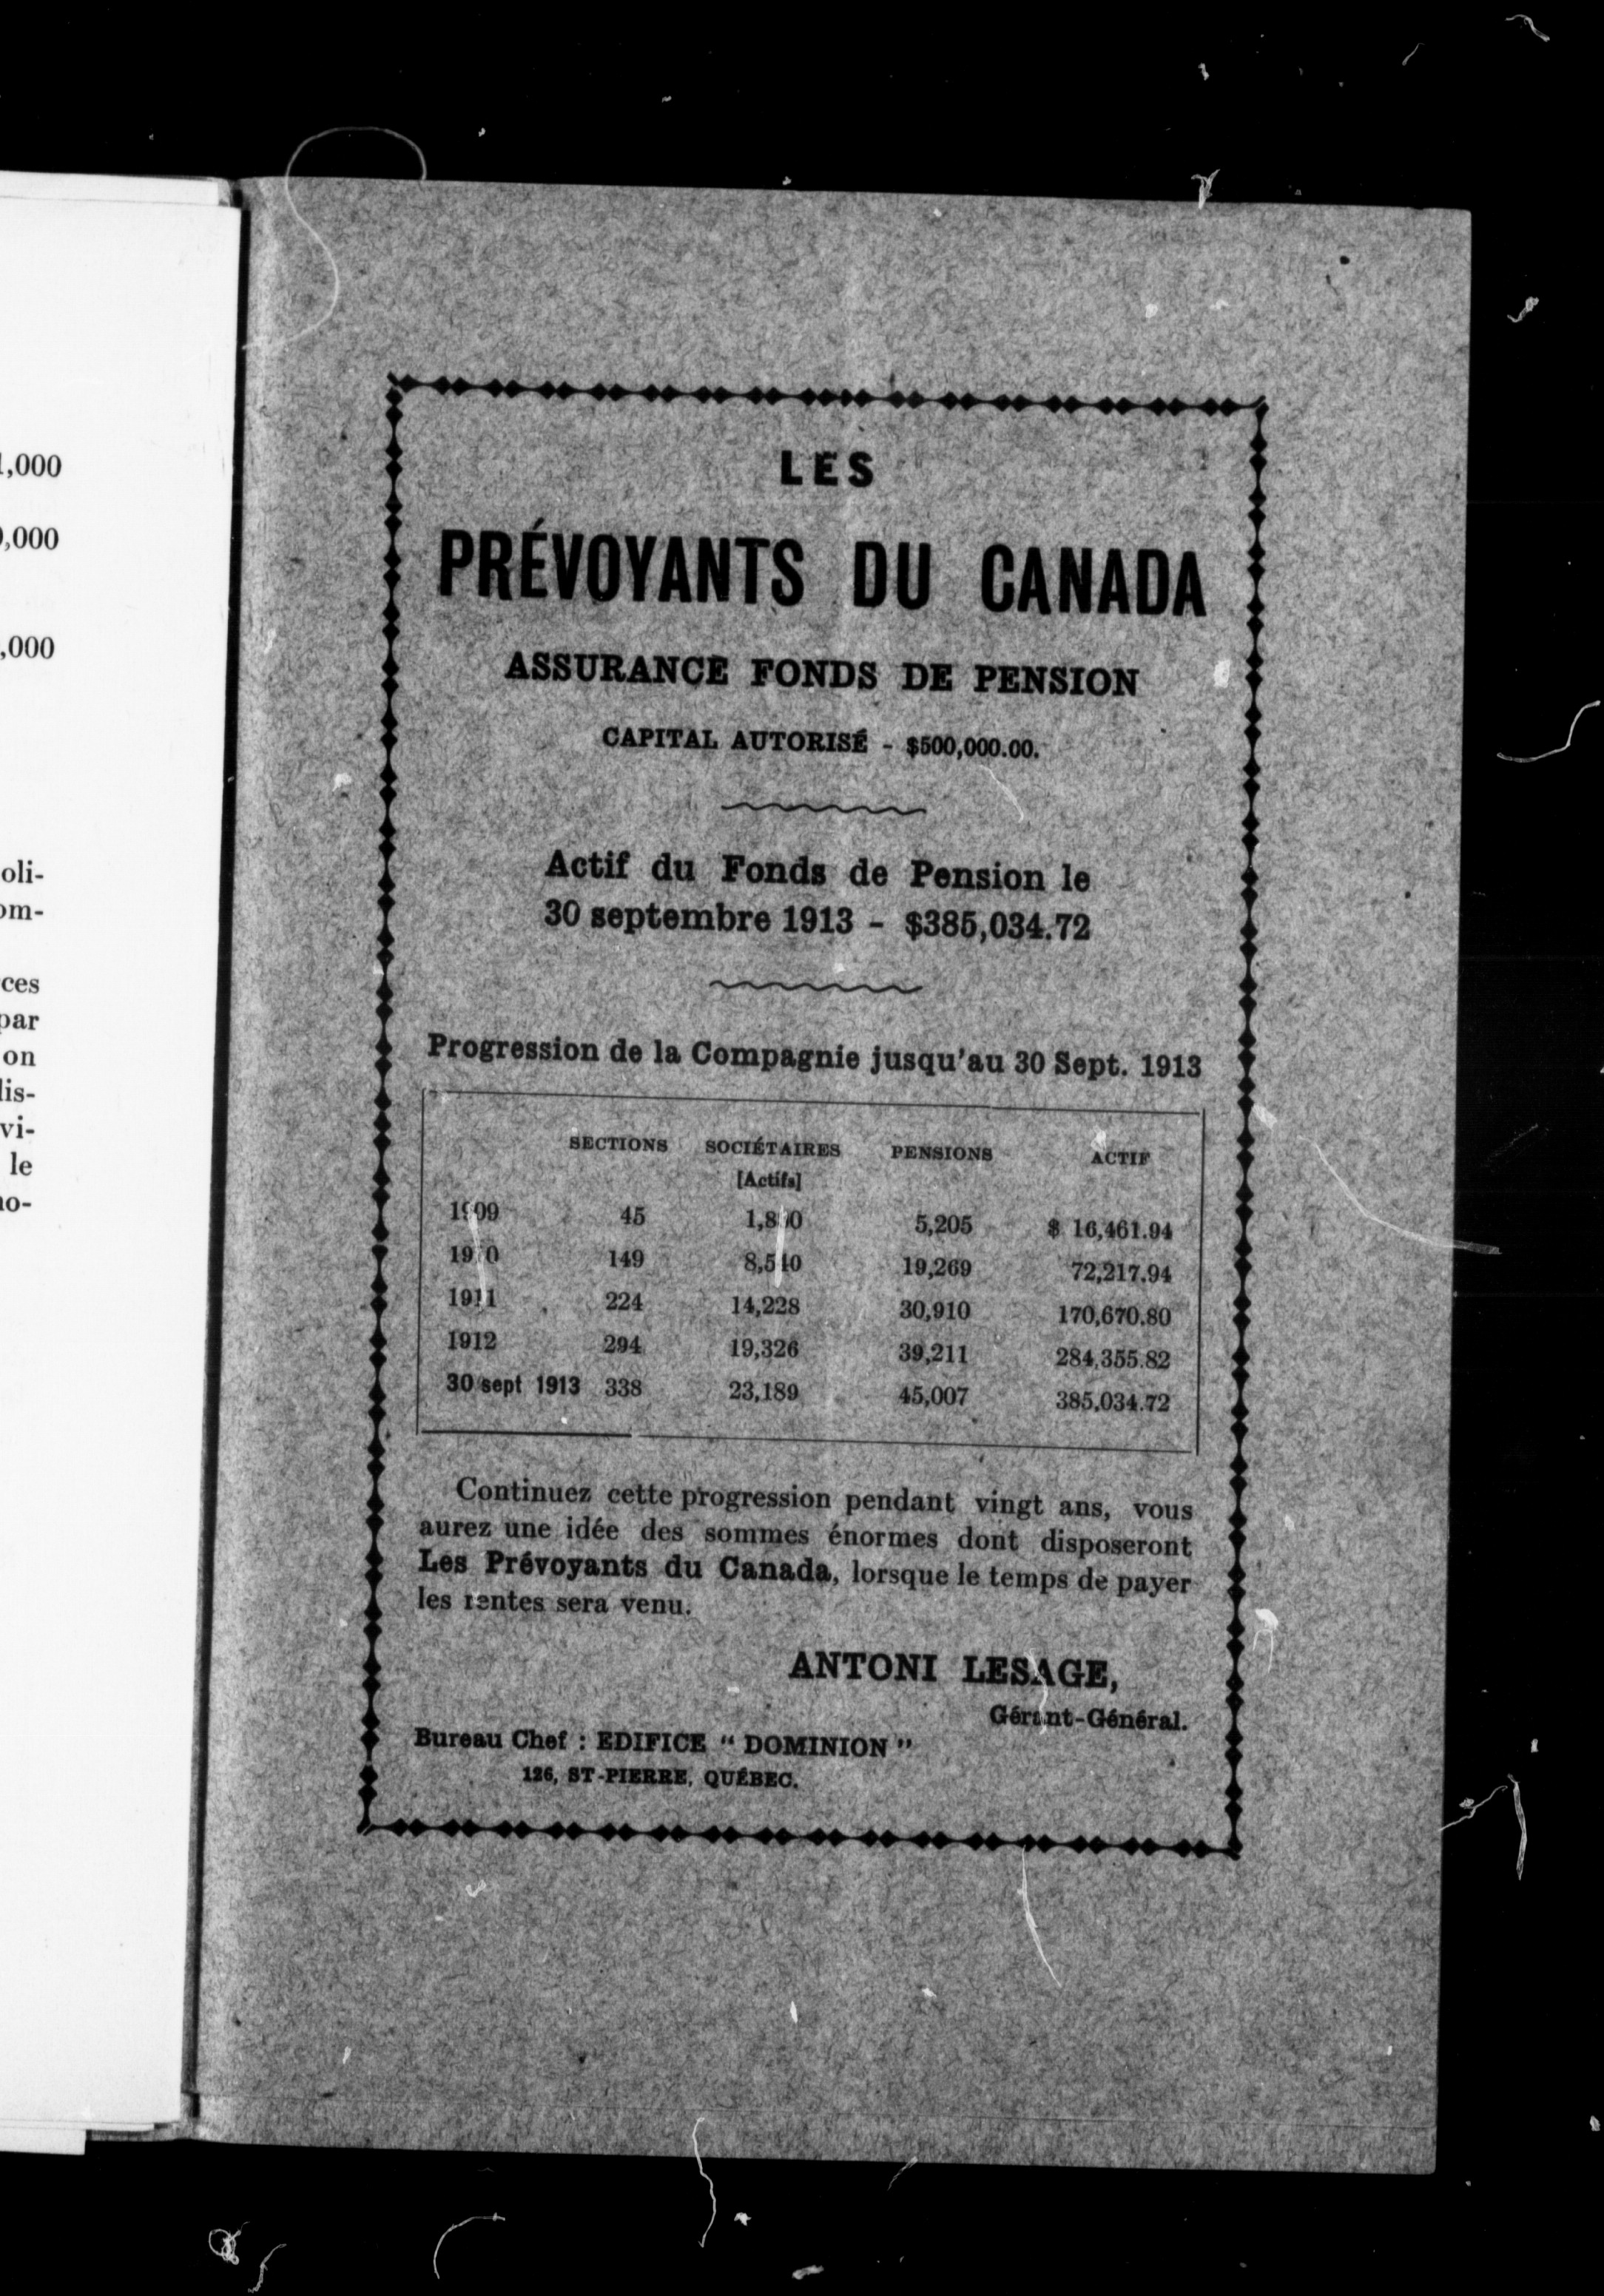 1,000
,000
,000
oli-
om-
ces
par
on
dis-
vi-
le
no-
LES
PRÉVOYANTS DU CANADA
ASSURANCE FONDS DE PENSION
CAPITAL AUTORISÉ - $500,000.00.
Actif du Fonds de Pension le
30 septembre 1913 - $385,034.72
Progression de la Compagnie jusqu'au 30 Sept. 1913
SECTIONS SOCIÉTAIRES PENSIONS ACTIF
[Actifs]
1909 45 5,205 $ 16,461.94
1910 149 8,540 19,269 72,217.94
1911 224 14,228 30,910 170,670.80
1912 294 19,326 39,211 284,355.82
30 sept 1913 338 23,189 45,007 385,034.72
Continuez cette progression pendant vingt ans, vous
aurez une idée des sommes énormes dont disposeront
Les Prévoyants du Canada, lorsque le temps de payer
les rentes sera venu.
ANTONI LESAGE,
Gérant-Général.
Bureau Chef : EDIFICE " DOMINION "
126, ST-PIERRE, QUÉBEC.